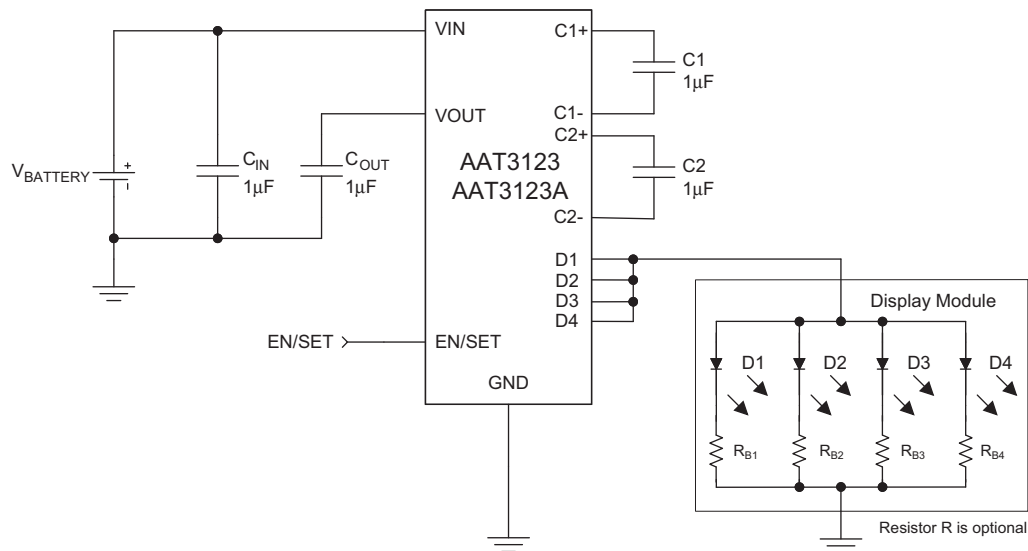 VIN
C1+
C1
1μF
C1-
VOUT
C2+
AAT3123
AAT3123A
C2
1μF
C2-
V_BATTERY
+
-
C_IN
1μF
C_OUT
1μF
D1
D2
D3
D4
EN/SET
EN/SET
GND
Display Module
D1
D2
D3
D4
R_B1
R_B2
R_B3
R_B4
Resistor R is optional